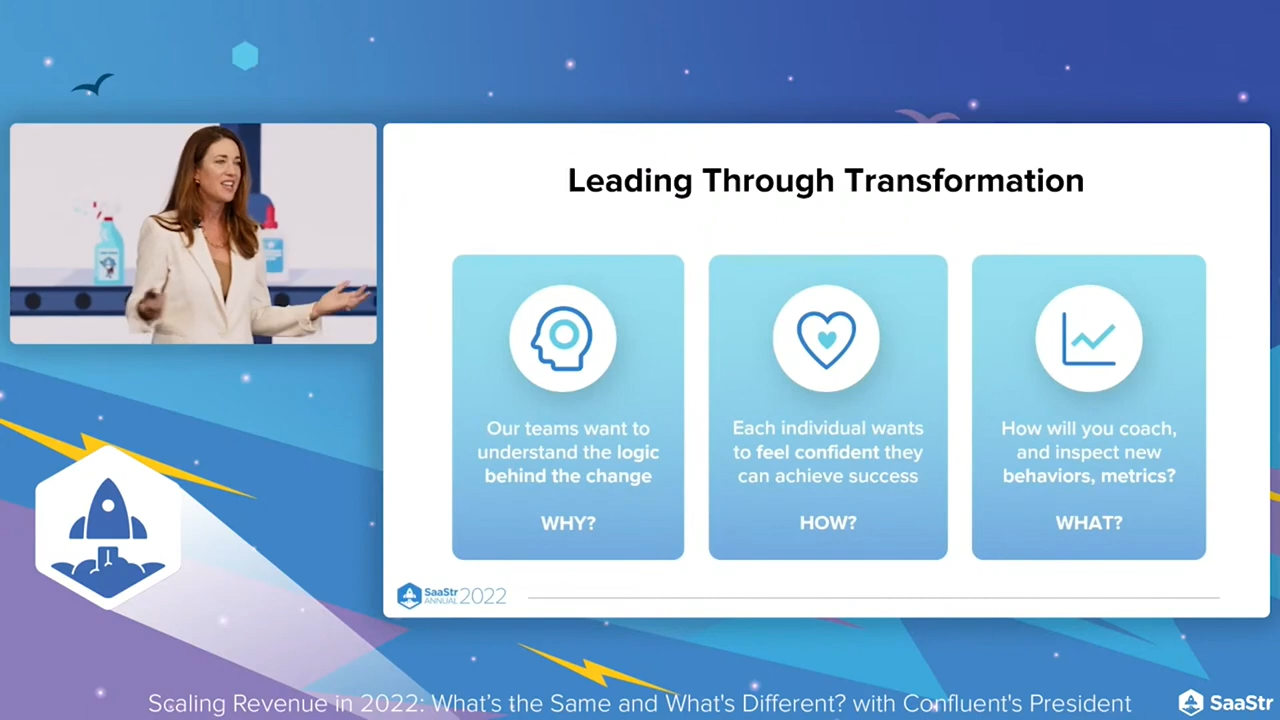 Leading Through Transformation
Our teams want to
understand the logic
behind the change
WHY?
Each individual wants
to feel confident they
can achieve success
HOW?
How will you coach,
and inspect new
behaviors, metrics?
WHAT?
SaaStr
ANNUAL 2022
Scaling Revenue in 2022: What’s the Same and What's Different? with Confluent's President
SaaStr